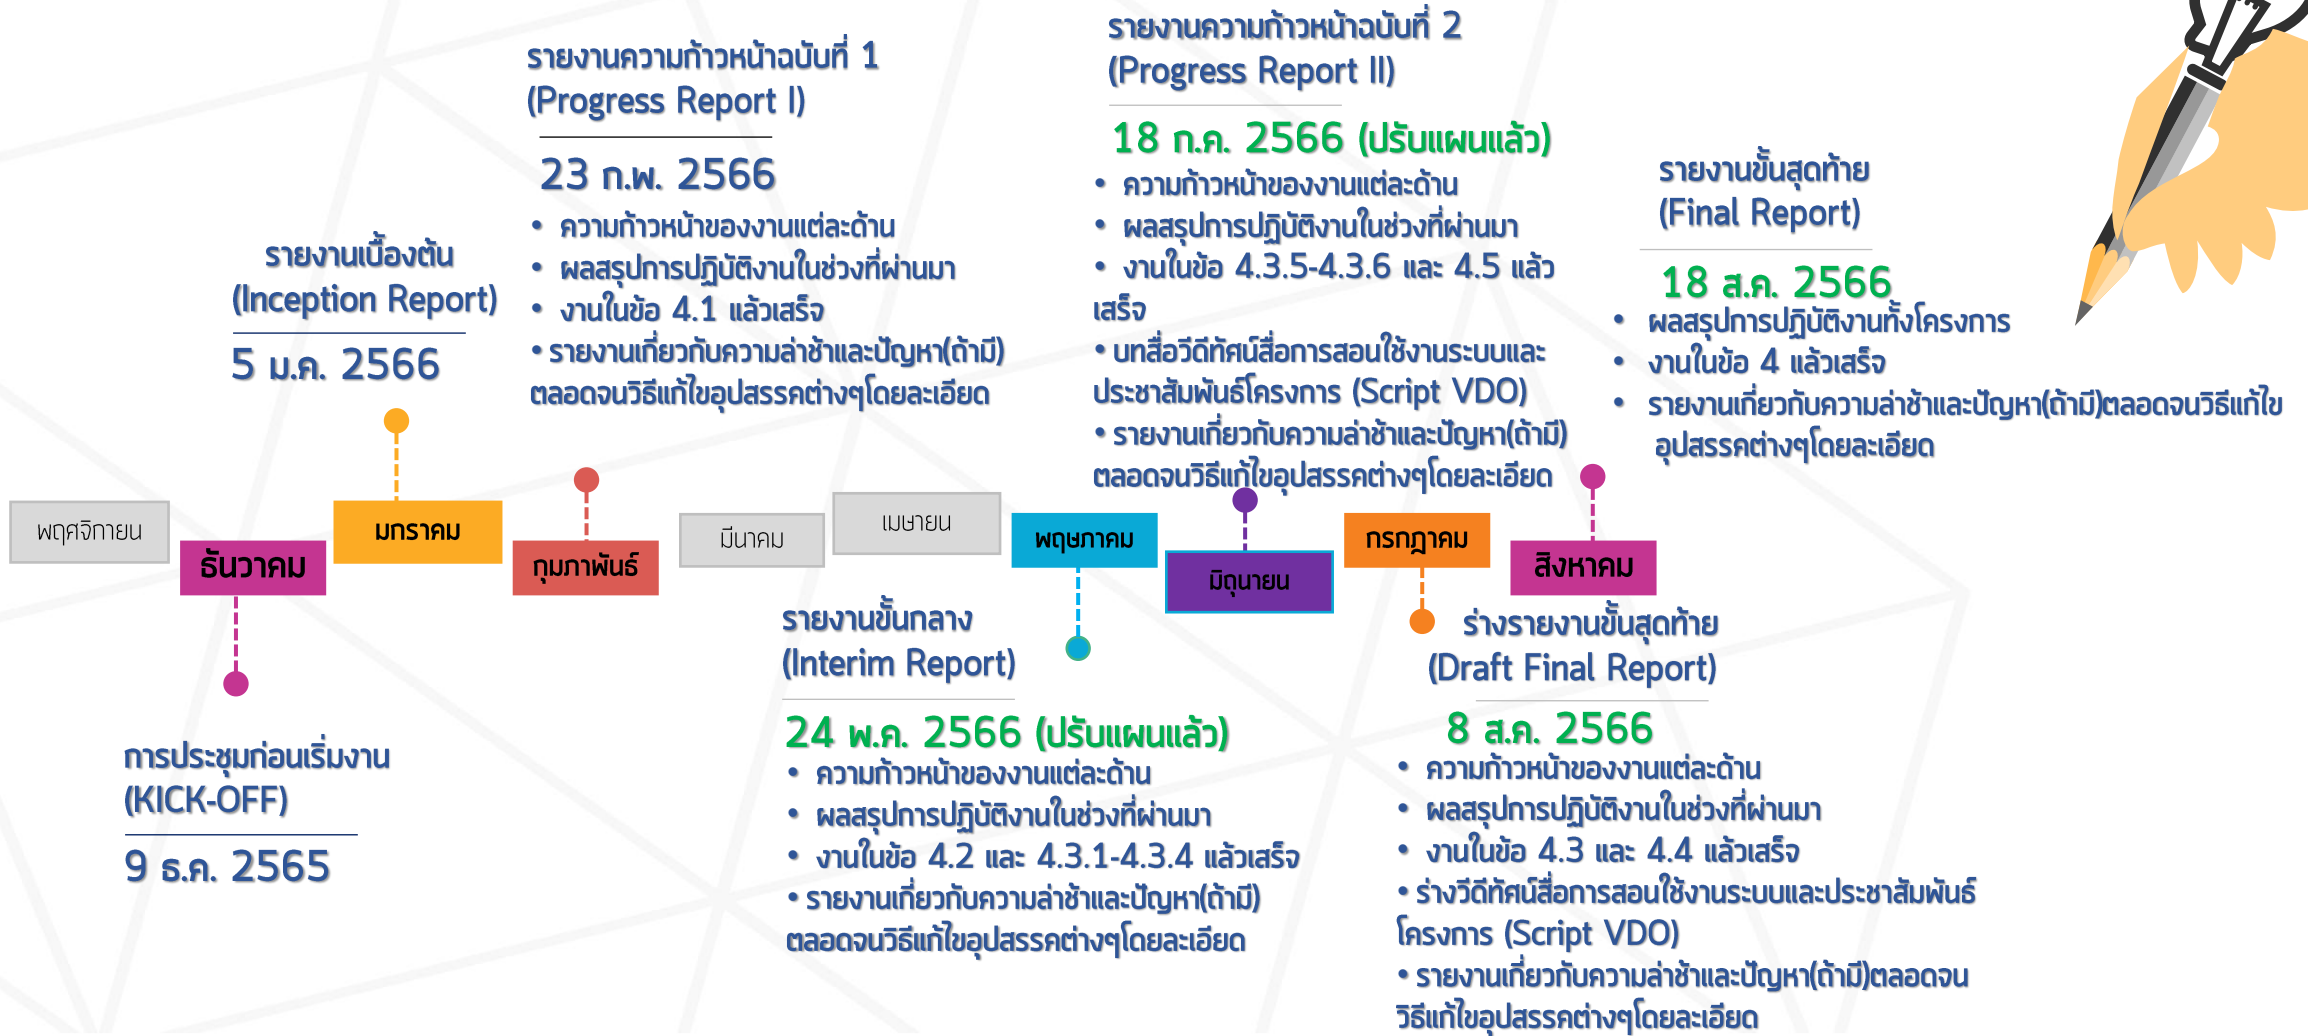 รายงานความก้าวหน้าฉบับที่ 1
(Progress Report I)
23 ก.พ. 2566
• ความก้าวหน้าของงานแต่ละด้าน
• ผลสรุปการปฏิบัติงานในช่วงที่ผ่านมา
• งานในข้อ 4.1 แล้วเสร็จ
• รายงานเกี่ยวกับความล่าช้าและปัญหา(ถ้ามี)
ตลอดจนวิธีแก้ไขอุปสรรคต่างๆโดยละเอียด
รายงานความก้าวหน้าฉบับที่ 2
(Progress Report II)
18 ก.ค. 2566 (ปรับแผนแล้ว)
• ความก้าวหน้าของงานแต่ละด้าน
• ผลสรุปการปฏิบัติงานในช่วงที่ผ่านมา
• งานในข้อ 4.3.5-4.3.6 และ 4.5 แล้ว
เสร็จ
• บทสื่อวีดีทัศน์สื่อการสอนใช้งานระบบและ
ประชาสัมพันธ์โครงการ (Script VDO)
• รายงานเกี่ยวกับความล่าช้าและปัญหา(ถ้ามี)
ตลอดจนวิธีแก้ไขอุปสรรคต่างๆโดยละเอียด
รายงานขั้นสุดท้าย
(Final Report)
18 ส.ค. 2566
• ผลสรุปการปฏิบัติงานทั้งโครงการ
• งานในข้อ 4 แล้วเสร็จ
• รายงานเกี่ยวกับความล่าช้าและปัญหา(ถ้ามี)ตลอดจนวิธีแก้ไข
อุปสรรคต่างๆโดยละเอียด
รายงานเบื้องต้น
(Inception Report)
5 ม.ค. 2566
พฤศจิกายน
ธันวาคม
มกราคม
กุมภาพันธ์
มีนาคม
เมษายน
พฤษภาคม
มิถุนายน
กรกฎาคม
สิงหาคม
การประชุมก่อนเริ่มงาน
(KICK-OFF)
9 ธ.ค. 2565
รายงานขั้นกลาง
(Interim Report)
24 พ.ค. 2566 (ปรับแผนแล้ว)
• ความก้าวหน้าของงานแต่ละด้าน
• ผลสรุปการปฏิบัติงานในช่วงที่ผ่านมา
• งานในข้อ 4.2 และ 4.3.1-4.3.4 แล้วเสร็จ
• รายงานเกี่ยวกับความล่าช้าและปัญหา(ถ้ามี)
ตลอดจนวิธีแก้ไขอุปสรรคต่างๆโดยละเอียด
ร่างรายงานขั้นสุดท้าย
(Draft Final Report)
8 ส.ค. 2566
• ความก้าวหน้าของงานแต่ละด้าน
• ผลสรุปการปฏิบัติงานในช่วงที่ผ่านมา
• งานในข้อ 4.3 และ 4.4 แล้วเสร็จ
• ร่างวีดีทัศน์สื่อการสอนใช้งานระบบและประชาสัมพันธ์
โครงการ (Script VDO)
• รายงานเกี่ยวกับความล่าช้าและปัญหา(ถ้ามี)ตลอดจน
วิธีแก้ไขอุปสรรคต่างๆโดยละเอียด